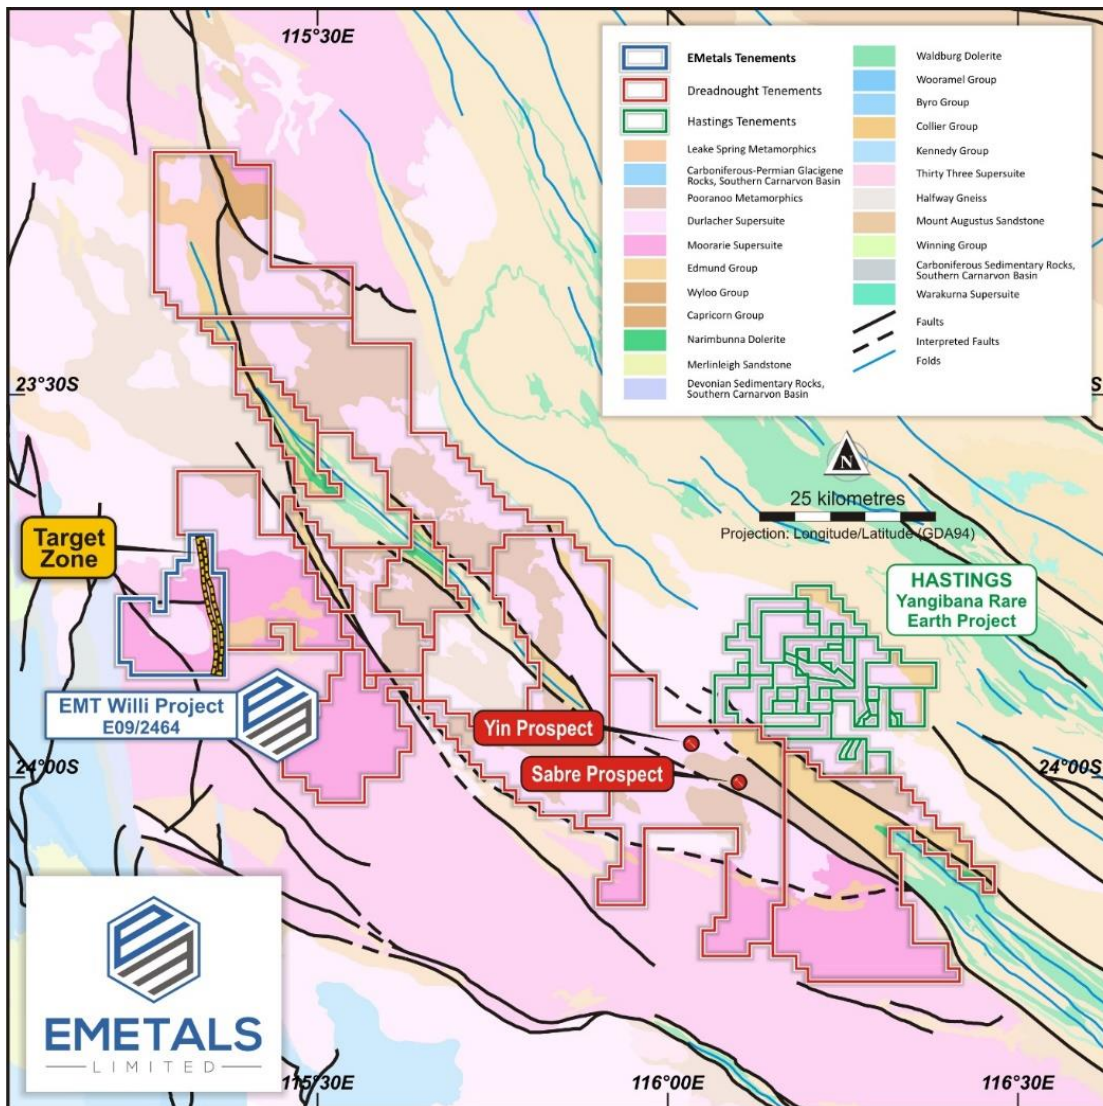 115°30E
EMetals Tenements
Dreadnought Tenements
Hastings Tenements
Leake Spring Metamorphics
Carboniferous-Permian Glacigene
Rocks, Southern Carnarvon Basin
Pooranoo Metamorphics
Durlacher Supersuite
Moorarie Supersuite
Edmund Group
Wyloo Group
Capricorn Group
Narimbunna Dolerite
Merlinleigh Sandstone
Devonian Sedimentary Rocks,
Southern Carnarvon Basin
Waldburg Dolerite
Wooramel Group
Byro Group
Collier Group
Kennedy Group
Thirty Three Supersuite
Halfway Gneiss
Mount Augustus Sandstone
Winning Group
Carboniferous Sedimentary Rocks,
Southern Carnarvon Basin
Warakurna Supersuite
Faults
Interpreted Faults
Folds
23°30S
S
N
25 kilometres
Projection: Longitude/Latitude (GDA94)
Target
Zone
HASTINGS
Yangibana Rare
Earth Project
EMT Willi Project
E09/2464
Yin Prospect
Sabre Prospect
24°00S
24°00S
EMETALS
LIMITED
115°30E
116°00E
116°30E